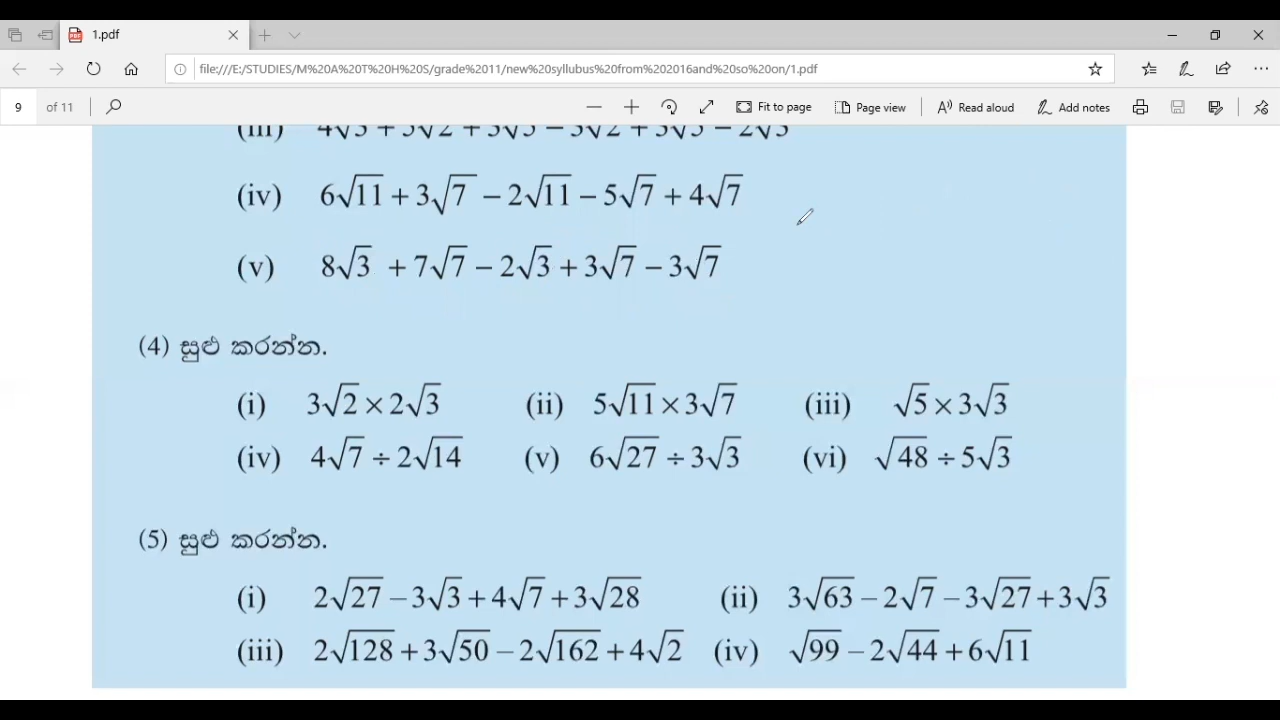 1.pdf
file:///E:/STUDIES/M%20A%20T%20H%20S/grade%2011/new%20syllubus%20from%202016and%20so%20on/1.pdf
9 of 11 Fit to page Page view Read aloud Add notes
(iv) 6√11 + 3√7 − 2√11 − 5√7 + 4√7
(v) 8√3 + 7√7 − 2√3 + 3√7 − 3√7
(4) සුළු කරන්න.
(i) 3√2 × 2√3 (ii) 5√11 × 3√7 (iii) √5 × 3√3
(iv) 4√7 ÷ 2√14 (v) 6√27 ÷ 3√3 (vi) √48 ÷ 5√3
(5) සුළු කරන්න.
(i) 2√27 − 3√3 + 4√7 + 3√28 (ii) 3√63 − 2√7 − 3√27 + 3√3
(iii) 2√128 + 3√50 − 2√162 + 4√2 (iv) √99 − 2√44 + 6√11